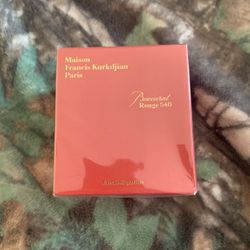 Maison
Francis Kurkdjian
Paris
Baccarat
Rouge 540